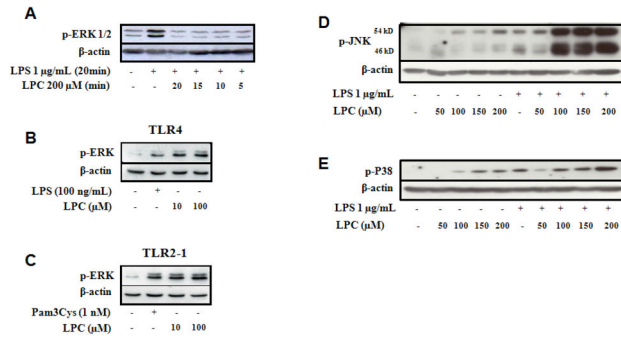 A
p-ERK 1/2
β-actin
LPS 1 µg/mL (20min) - + + + + +
LPC 200 µM (min) - - 20 15 10 5
B
TLR4
p-ERK
β-actin
LPS (100 ng/mL) - + - -
LPC (µM) - - 10 100
C
TLR2-1
p-ERK
β-actin
Pam3Cys (1 nM) - + - -
LPC (µM) - - 10 100
D
54 kD
p-JNK
46 kD
β-actin
LPS 1 µg/mL - - - - - + + + + +
LPC (µM) - 50 100 150 200 - 50 100 150 200
E
p-P38
β-actin
LPS 1 µg/mL - - - - - + + + + +
LPC (µM) - 50 100 150 200 - 50 100 150 200